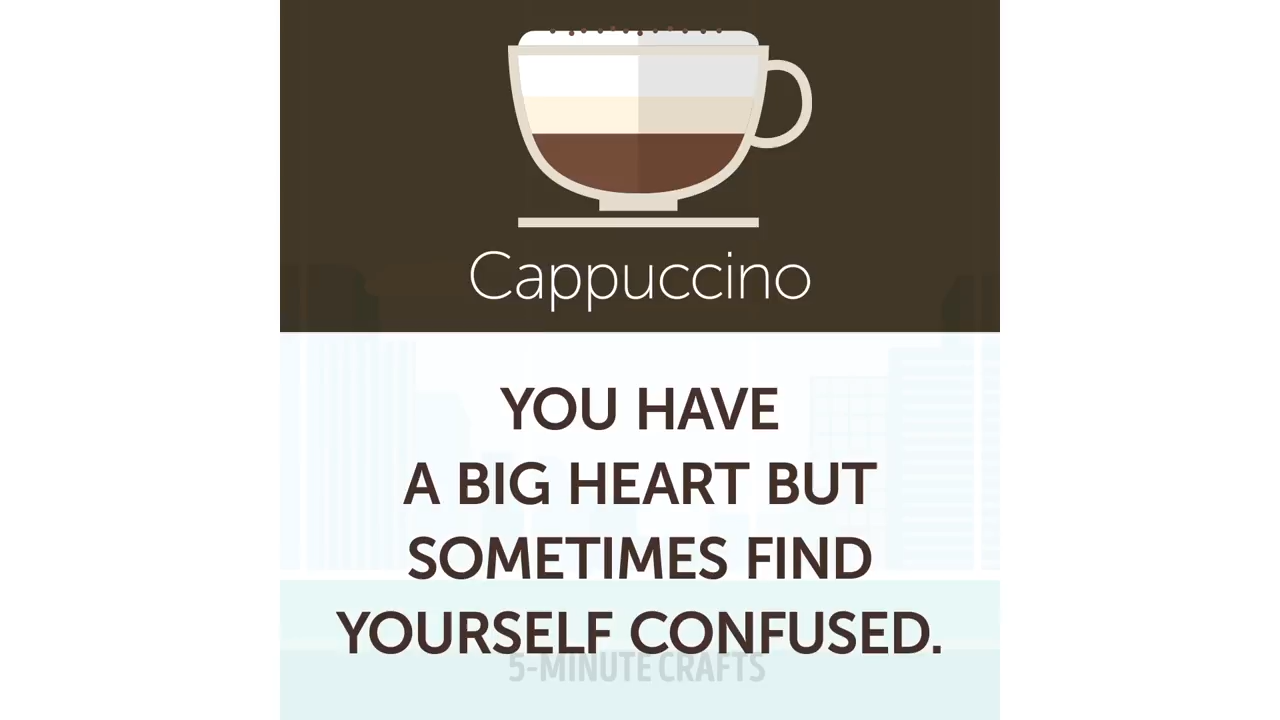 Cappuccino
YOU HAVE
A BIG HEART BUT
SOMETIMES FIND
YOURSELF CONFUSED.
5-MINUTE CRAFTS